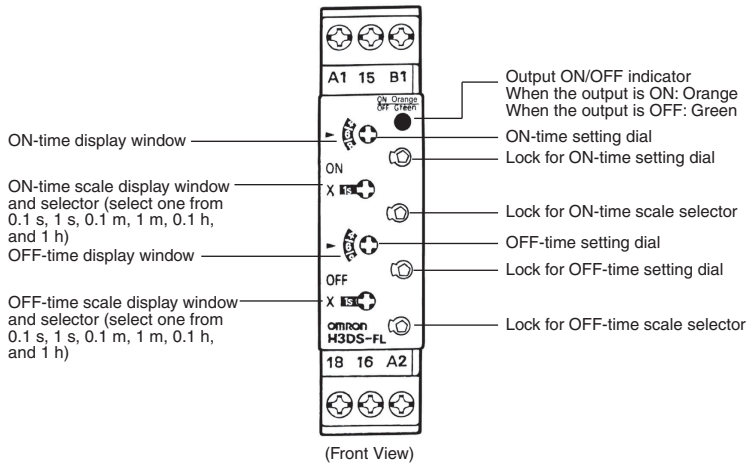 A1 15 B1
ON Orange
OFF Green
ON
X 1s
OFF
X 1s
OMRON
H3DS-FL
18 16 A2
ON-time display window
ON-time scale display window
and selector (select one from
0.1 s, 1 s, 0.1 m, 1 m, 0.1 h,
and 1 h)
OFF-time display window
OFF-time scale display window
and selector (select one from
0.1 s, 1 s, 0.1 m, 1 m, 0.1 h,
and 1 h)
Output ON/OFF indicator
When the output is ON: Orange
When the output is OFF: Green
ON-time setting dial
Lock for ON-time setting dial
Lock for ON-time scale selector
OFF-time setting dial
Lock for OFF-time setting dial
Lock for OFF-time scale selector
(Front View)